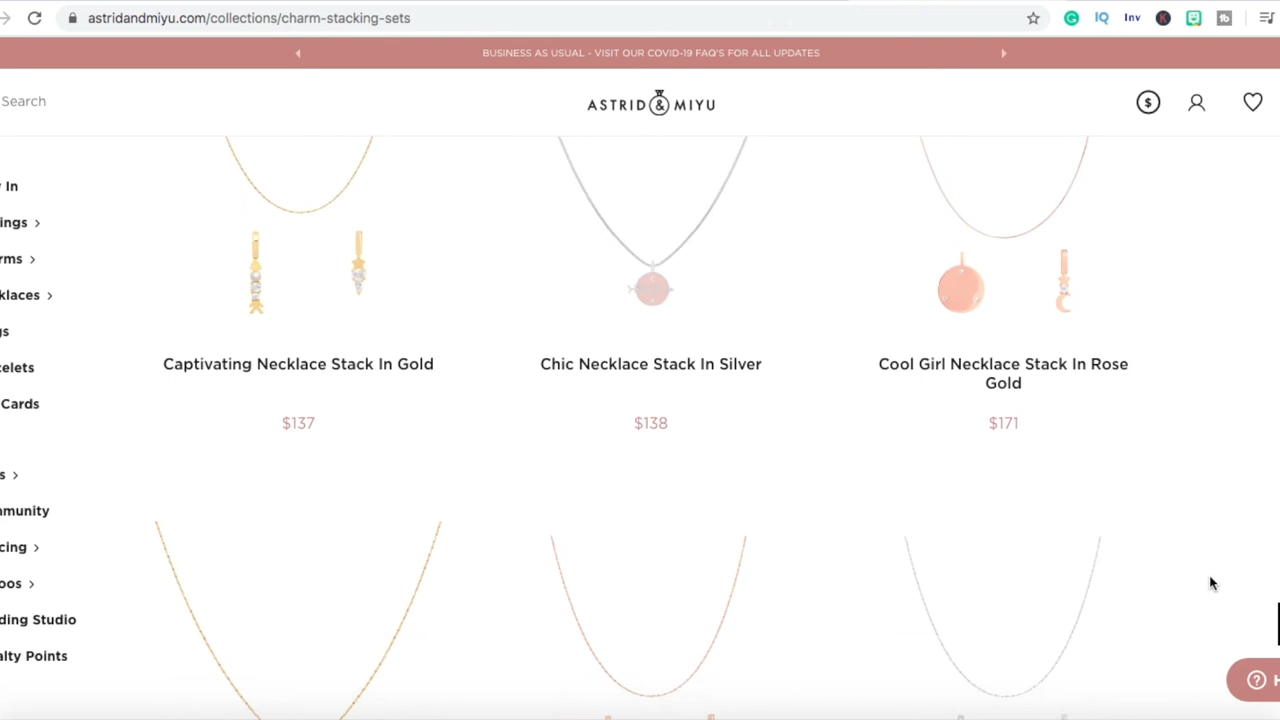 astridandmiyu.com/collections/charm-stacking-sets
IQ
Inv
K
tb
BUSINESS AS USUAL - VISIT OUR COVID-19 FAQ'S FOR ALL UPDATES
Search
ASTRID & MIYU
$
In
ings
rms
klaces
gs
celets
Cards
s
mmunity
cing
oos
ding Studio
alty Points
Captivating Necklace Stack In Gold
$137
Chic Necklace Stack In Silver
$138
Cool Girl Necklace Stack In Rose
Gold
$171
? H